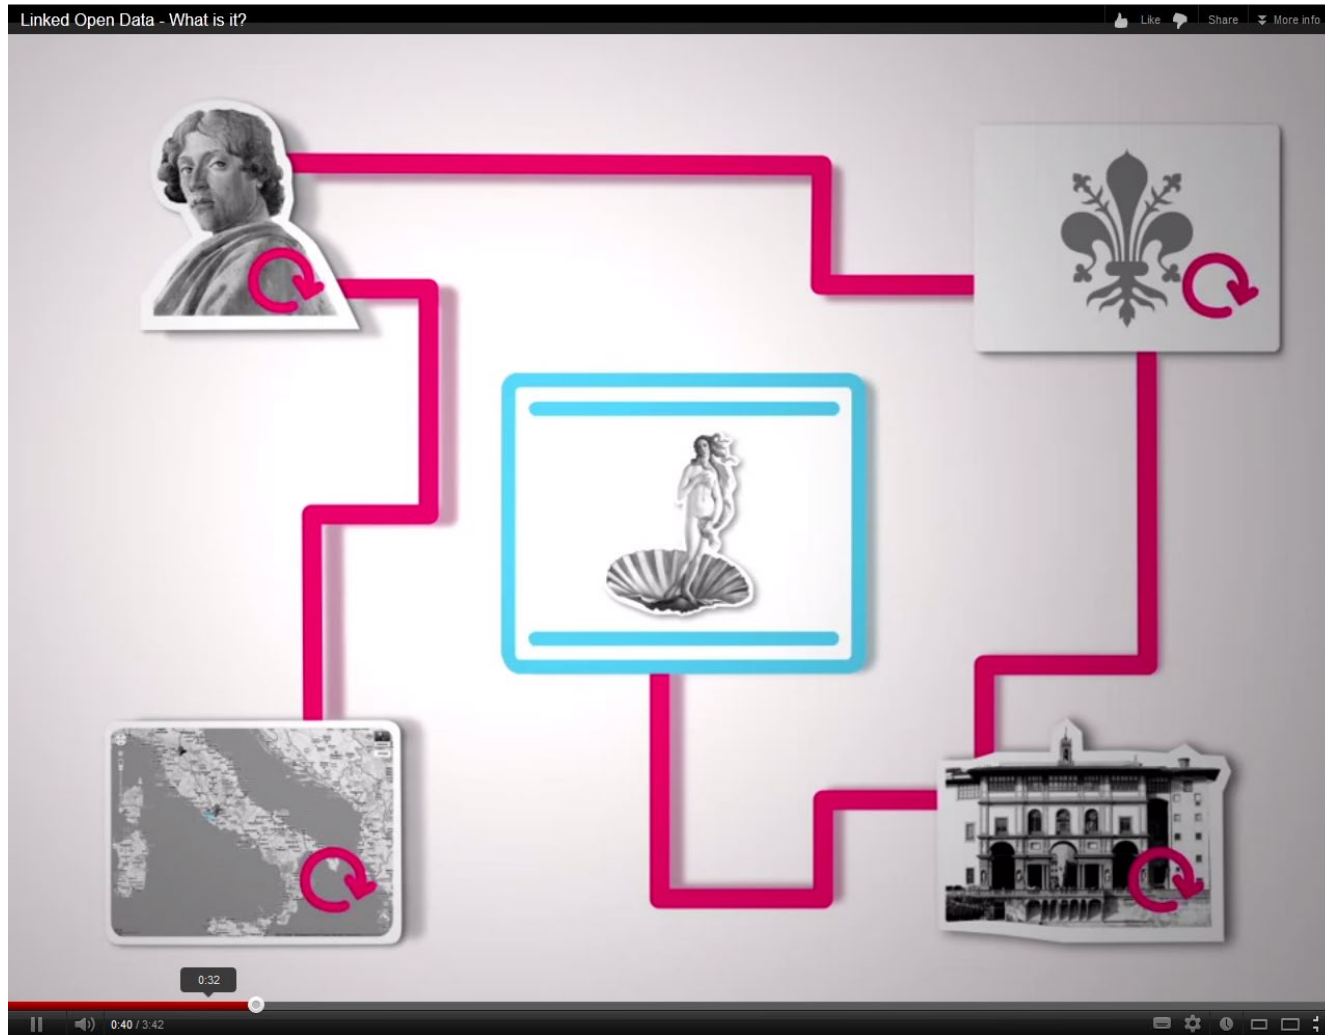 Linked Open Data - What is it?
Like
Share
More info
0:32
0:40 / 3:42